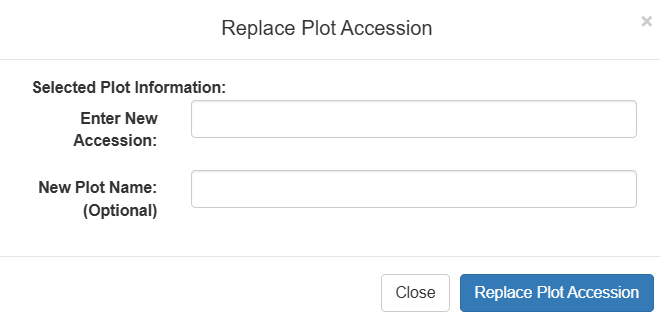 Replace Plot Accession
×
Selected Plot Information:
Enter New
Accession:
New Plot Name:
(Optional)
Close
Replace Plot Accession